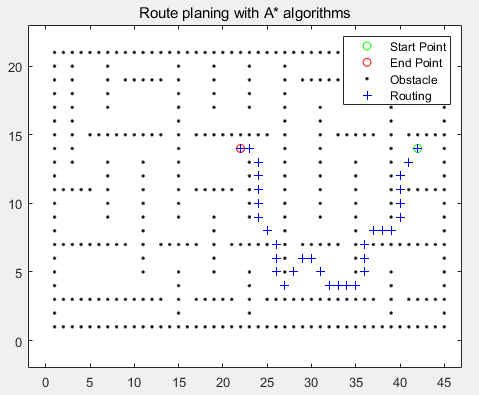 Route planing with A* algorithms
Start Point
End Point
Obstacle
Routing
20
15
10
5
0
0 5 10 15 20 25 30 35 40 45